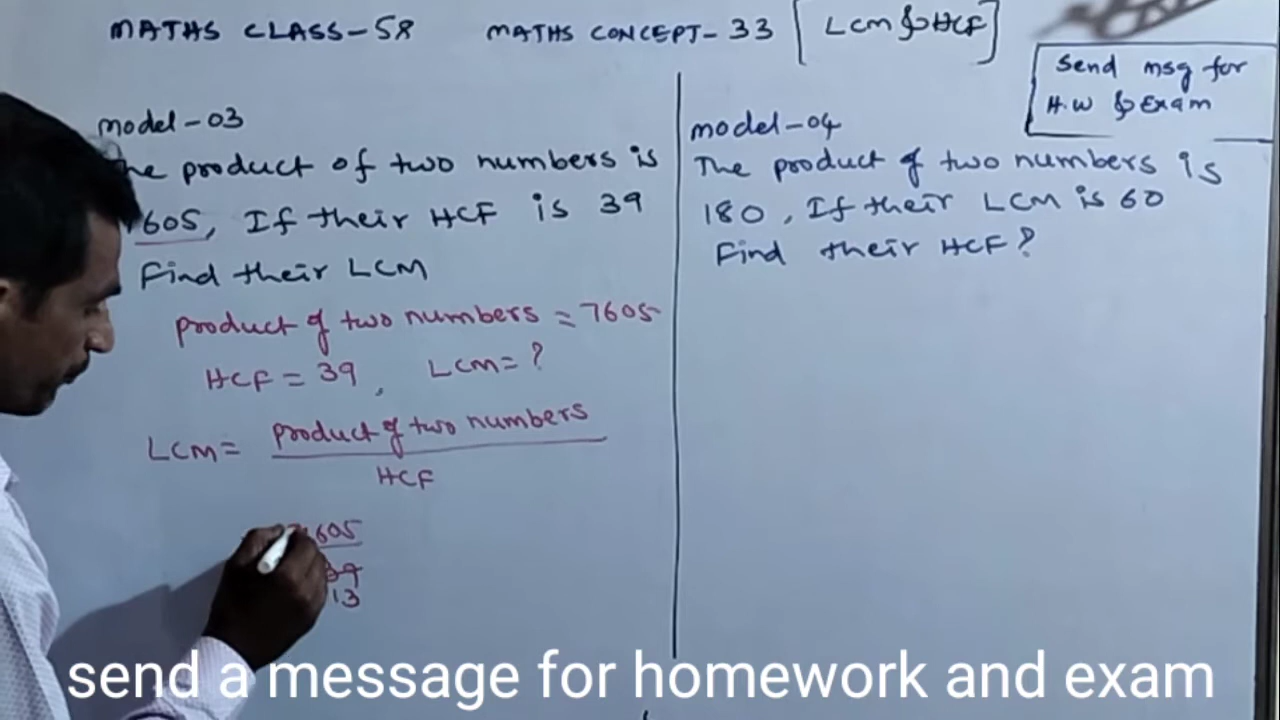 MATHS CLASS-58
MATHS CONCEPT-33 [LCM & HCF]
Send msg for
H.W & Exam
model-03
The product of two numbers is
605, If their HCF is 39
Find their LCM
product of two numbers = 7605
HCF = 39, LCM = ?
LCM = product of two numbers
HCF
7605
39
13
model-04
The product of two numbers is
180, If their LCM is 60
Find their HCF?
send a message for homework and exam